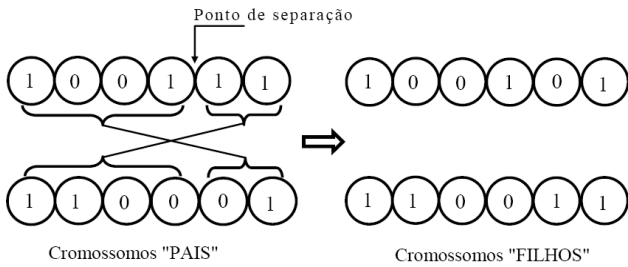 Ponto de separação
1 0 0 1 1 1 1 0 0 1 0 1
1 1 0 0 0 1 1 1 0 0 1 1
Cromossomos "PAIS" Cromossomos "FILHOS"